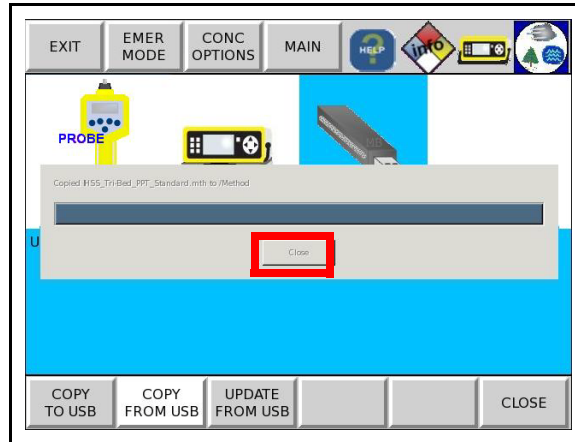 EXIT
EMER
MODE
CONC
OPTIONS
MAIN
HELP
info
PROBE
MB
Copied HSS_Tri-Bed_PPT_Standard.mth to /Method
U
Close
COPY
TO USB
COPY
FROM USB
UPDATE
FROM USB
CLOSE